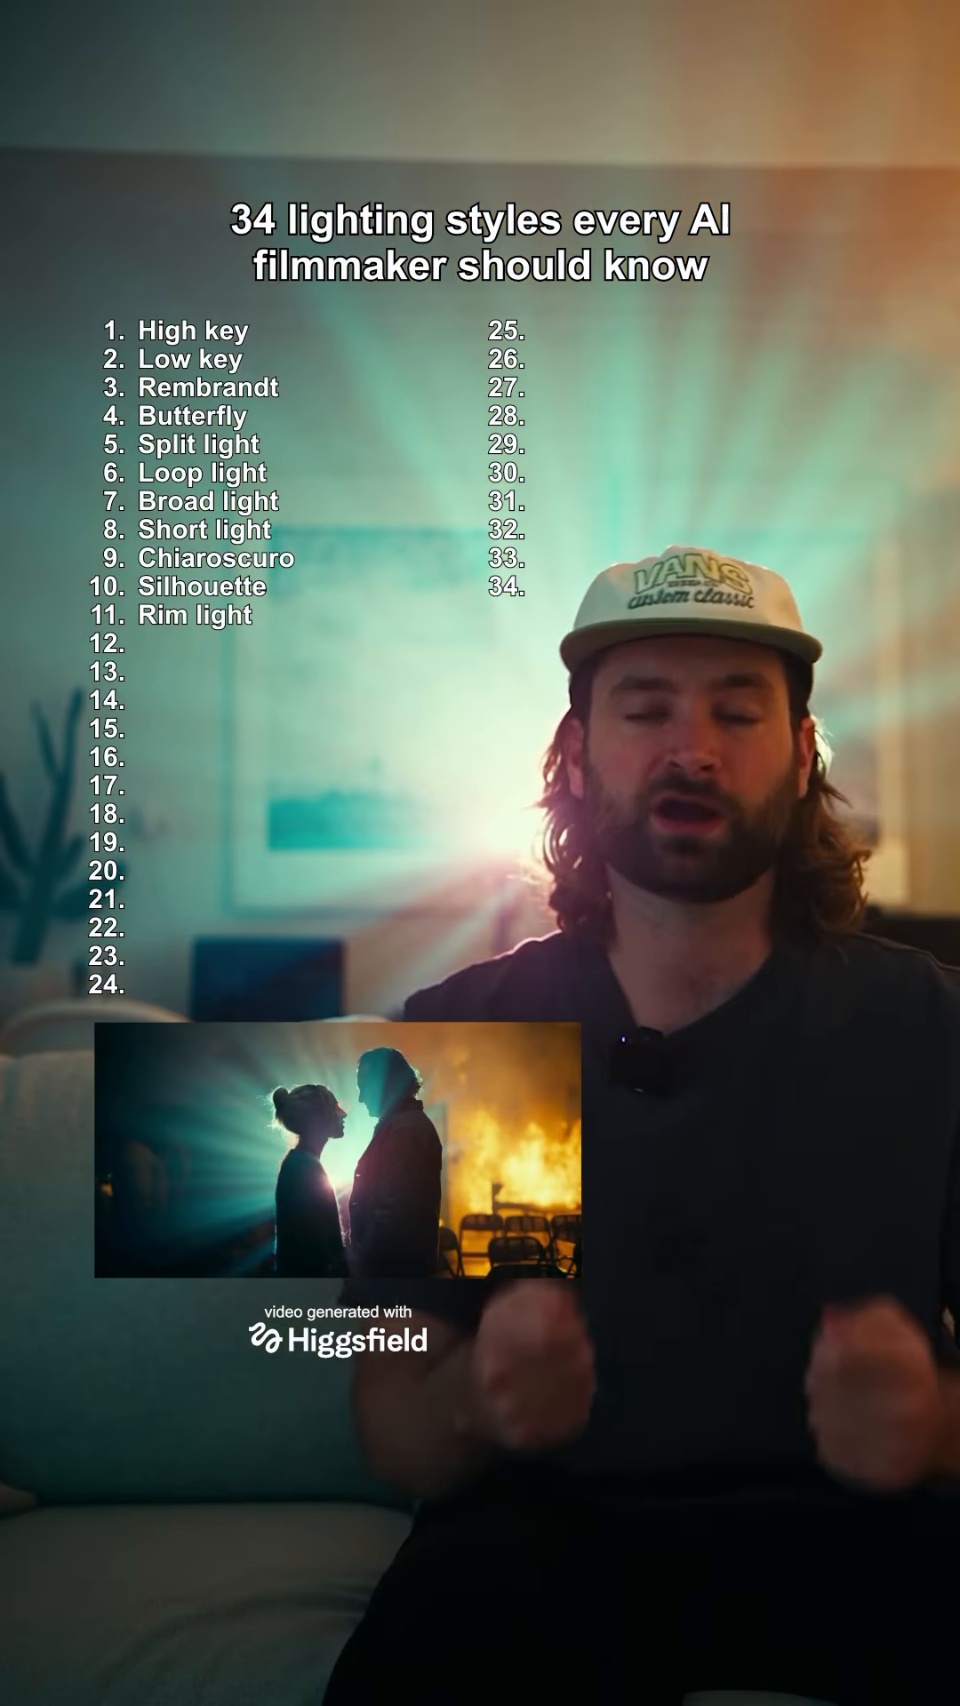 34 lighting styles every AI
filmmaker should know
1. High key
2. Low key
3. Rembrandt
4. Butterfly
5. Split light
6. Loop light
7. Broad light
8. Short light
9. Chiaroscuro
10. Silhouette
11. Rim light
12.
13.
14.
15.
16.
17.
18.
19.
20.
21.
22.
23.
24.
25.
26.
27.
28.
29.
30.
31.
32.
33.
34.
VANS
custom classic
video generated with
Higgsfield